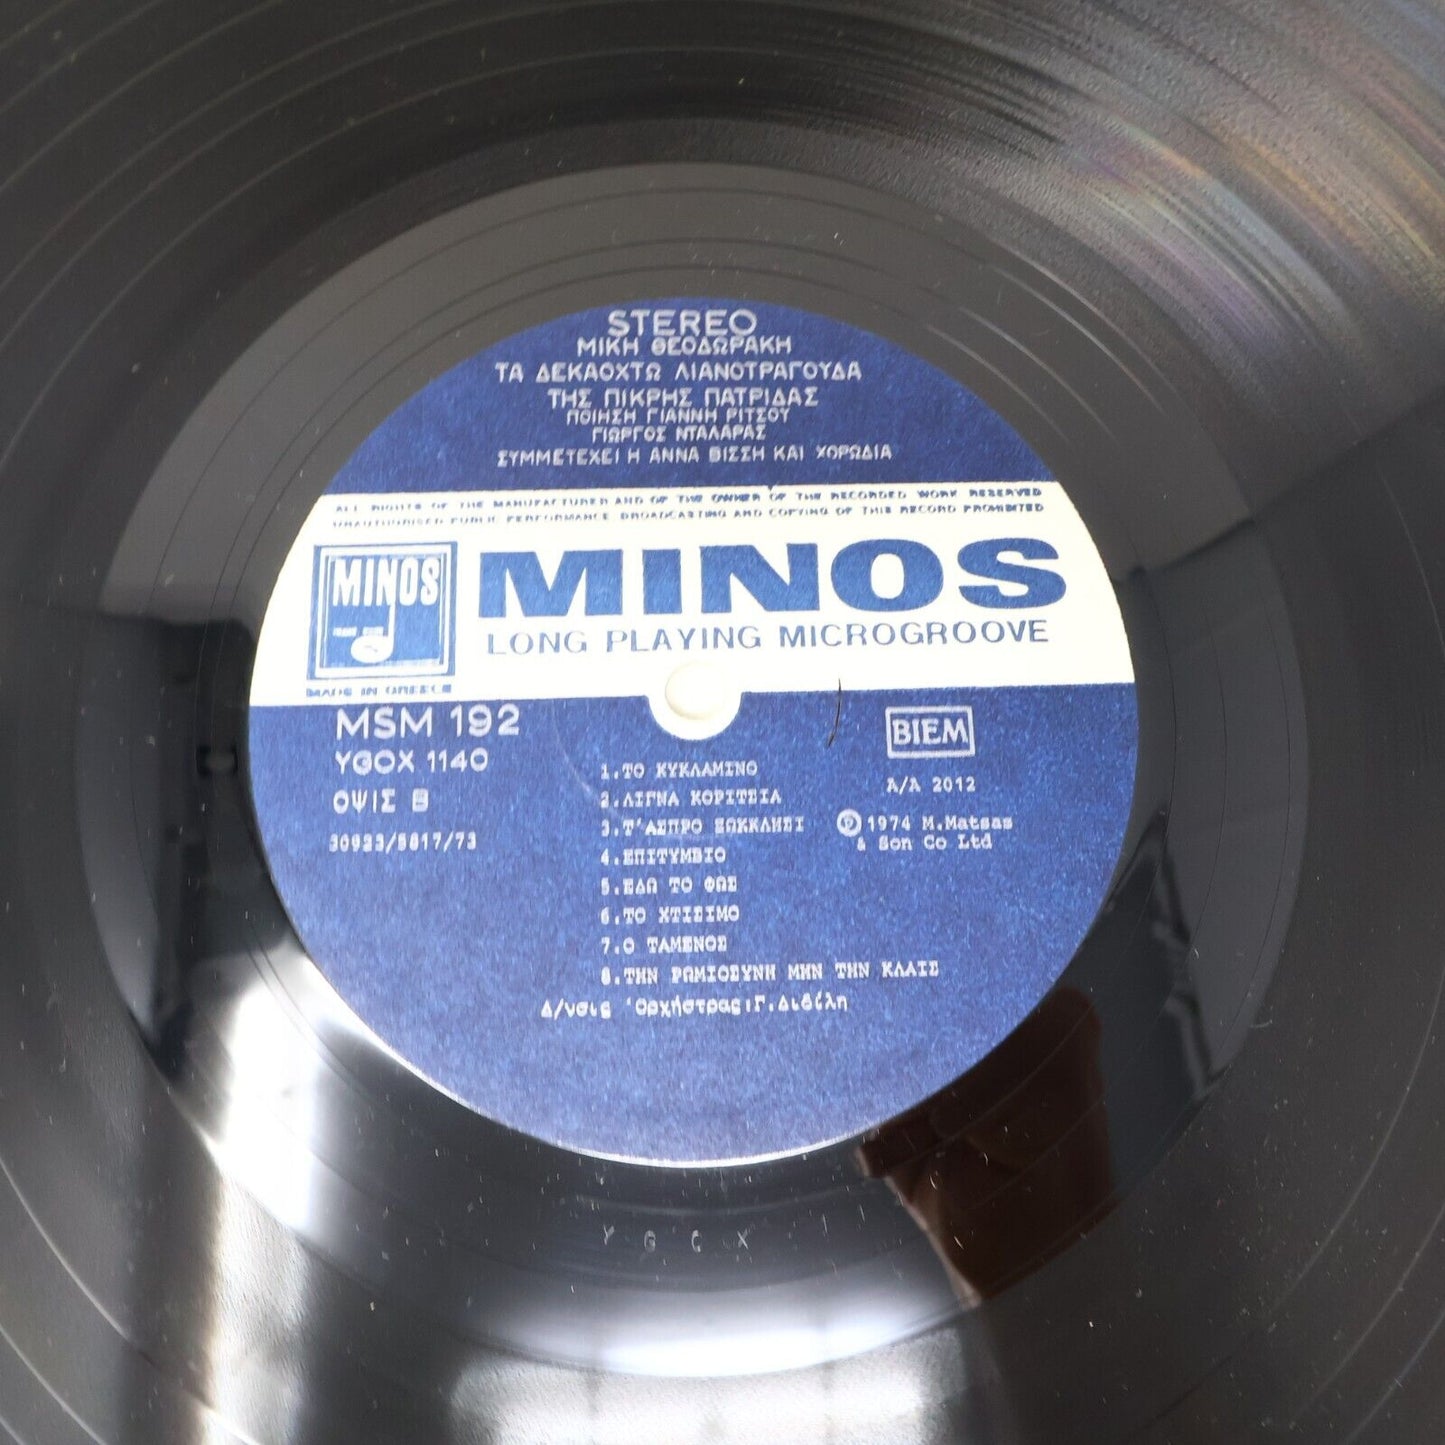 STEREO
ΜΙΚΗ ΘΕΟΔΩΡΑΚΗ
ΤΑ ΔΕΚΑΟΧΤΩ ΛΙΑΝΟΤΡΑΓΟΥΔΑ
ΤΗΣ ΠΙΚΡΗΣ ΠΑΤΡΙΔΑΣ
ΠΟΙΗΣΗ ΓΙΑΝΝΗ ΡΙΤΣΟΥ
ΓΙΩΡΓΟΣ ΝΤΑΛΑΡΑΣ
ΣΥΜΜΕΤΕΧΕΙ Η ΑΝΝΑ ΒΙΣΣΗ ΚΑΙ ΧΟΡΩΔΙΑ
ALL RIGHTS OF THE MANUFACTURER AND OF THE OWNER OF THE RECORDED WORK RESERVED
UNAUTHORISED PUBLIC PERFORMANCE BROADCASTING AND COPYING OF THIS RECORD PROHIBITED
MINOS
MINOS
LONG PLAYING MICROGROOVE
MADE IN GREECE
MSM 192
YGOX 1140
ΟΨΙΣ Β
30923/5817/73
BIEM
A/A 2012
Ⓟ 1974 M.Matsas
& Son Co Ltd
1.ΤΟ ΚΥΚΛΑΜΙΝΟ
2.ΛΙΓΝΑ ΚΟΡΙΤΣΙΑ
3.Τ'ΑΣΠΡΟ ΞΩΚΚΛΗΣΙ
4.ΕΠΙΤΥΜΒΙΟ
5.ΕΔΩ ΤΟ ΦΩΣ
6.ΤΟ ΧΤΙΣΙΜΟ
7.Ο ΤΑΜΕΝΟΣ
8.ΤΗΝ ΡΩΜΙΟΣΥΝΗ ΜΗΝ ΤΗΝ ΚΛΑΙΣ
Δ/νσις 'Ορχήστρας:Γ.Διδύλη
YGCX 11